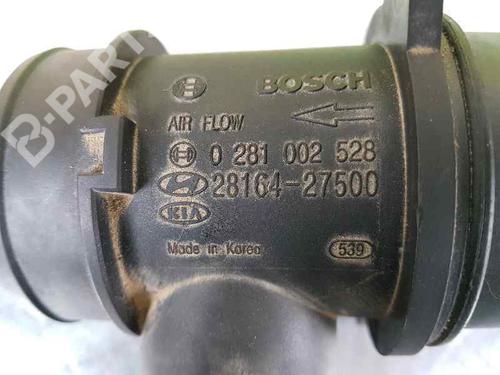 B-PARTS
BOSCH
AIR FLOW
0 281 002 528
28164-27500
KIA
Made in Korea
539